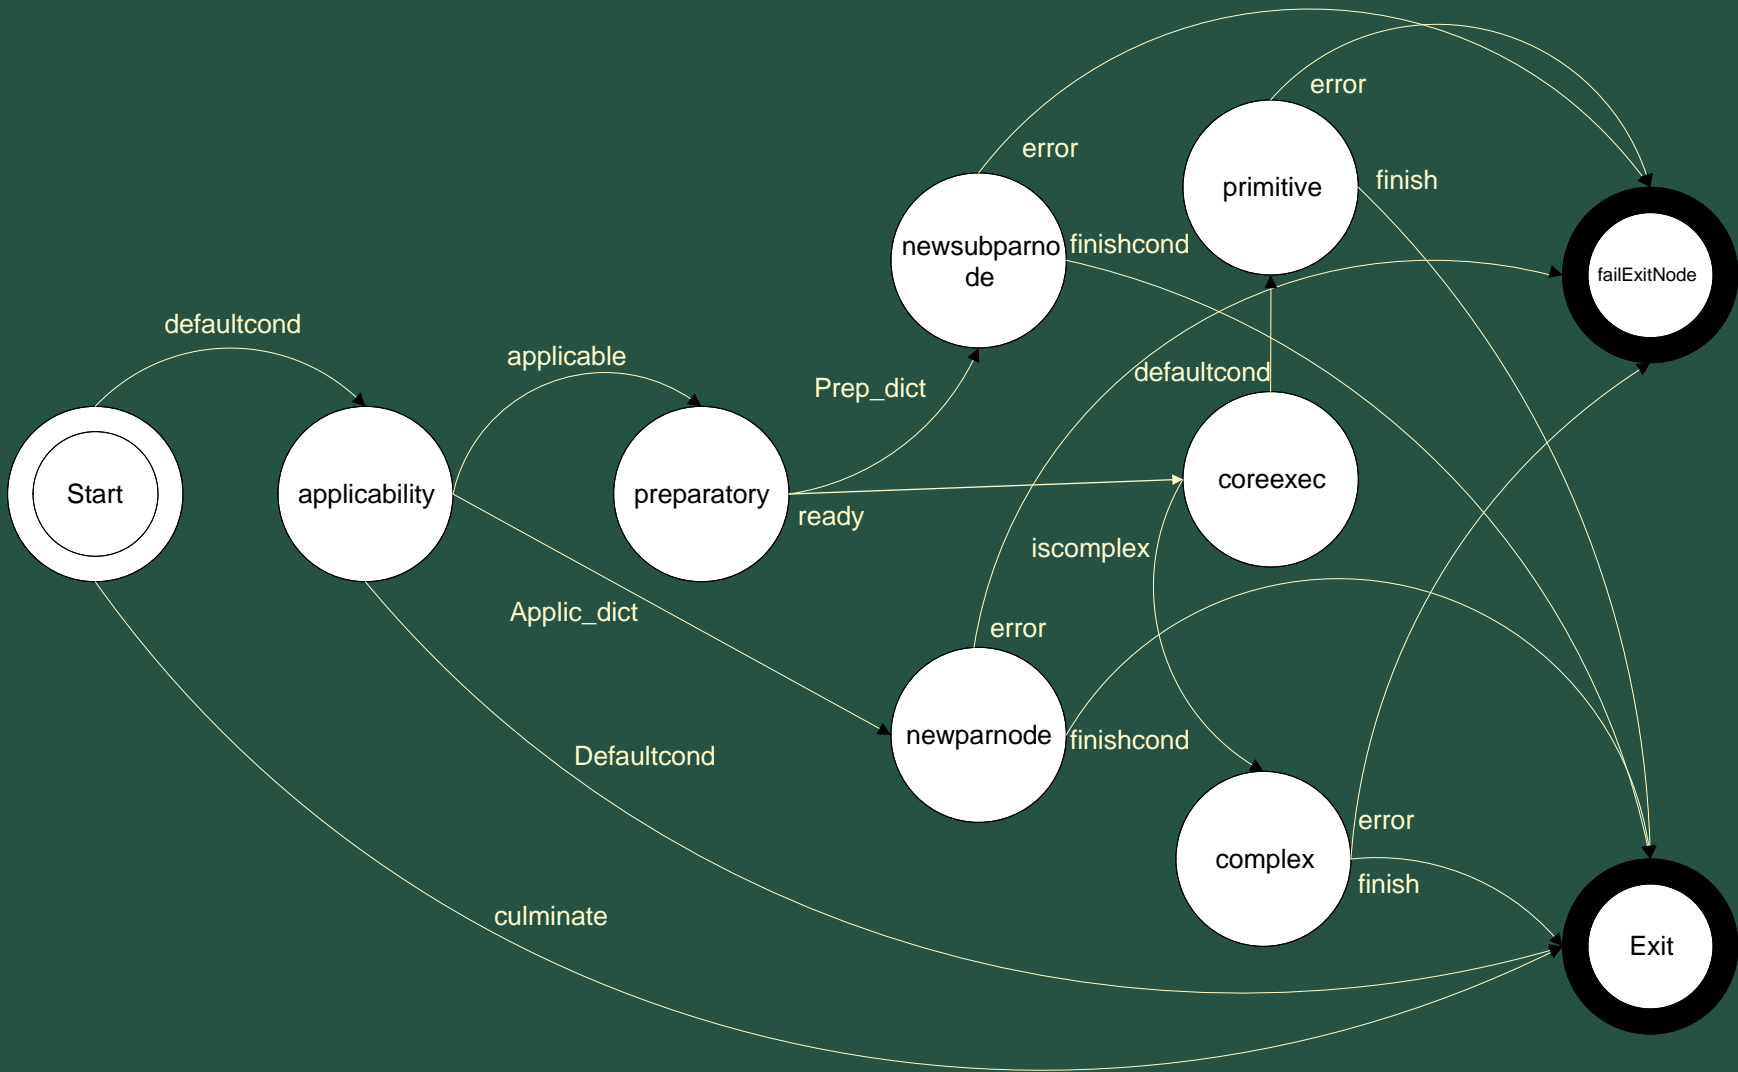 error
error
primitive
finish
newsubparno
de
finishcond
failExitNode
defaultcond
applicable
Prep_dict
defaultcond
Start
applicability
preparatory
coreexec
ready
iscomplex
Applic_dict
error
newparnode
finishcond
Defaultcond
error
complex
finish
culminate
Exit